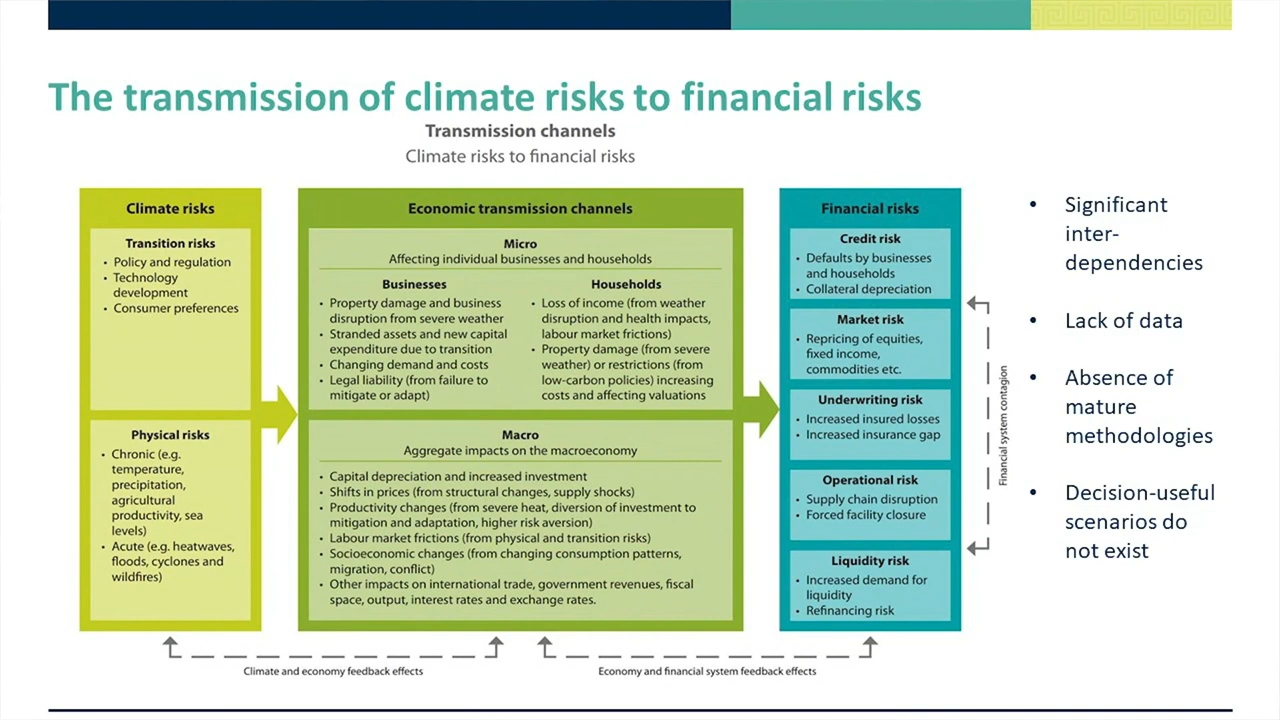 The transmission of climate risks to financial risks
Transmission channels
Climate risks to financial risks
Climate risks
Transition risks
• Policy and regulation
• Technology
development
• Consumer preferences
Physical risks
• Chronic (e.g.
temperature,
precipitation,
agricultural
productivity, sea
levels)
• Acute (e.g. heatwaves,
floods, cyclones and
wildfires)
Economic transmission channels
Micro
Affecting individual businesses and households
Businesses
• Property damage and business
disruption from severe weather
• Stranded assets and new capital
expenditure due to transition
• Changing demand and costs
• Legal liability (from failure to
mitigate or adapt)
Households
• Loss of income (from weather
disruption and health impacts,
labour market frictions)
• Property damage (from severe
weather) or restrictions (from
low-carbon policies) increasing
costs and affecting valuations
Macro
Aggregate impacts on the macroeconomy
• Capital depreciation and increased investment
• Shifts in prices (from structural changes, supply shocks)
• Productivity changes (from severe heat, diversion of investment to
mitigation and adaptation, higher risk aversion)
• Labour market frictions (from physical and transition risks)
• Socioeconomic changes (from changing consumption patterns,
migration, conflict)
• Other impacts on international trade, government revenues, fiscal
space, output, interest rates and exchange rates.
Financial risks
Credit risk
• Defaults by businesses
and households
• Collateral depreciation
Market risk
• Repricing of equities,
fixed income,
commodities etc.
Underwriting risk
• Increased insured losses
• Increased insurance gap
Operational risk
• Supply chain disruption
• Forced facility closure
Liquidity risk
• Increased demand for
liquidity
• Refinancing risk
Financial system contagion
Climate and economy feedback effects
Economy and financial system feedback effects
• Significant
inter-
dependencies
• Lack of data
• Absence of
mature
methodologies
• Decision-useful
scenarios do
not exist